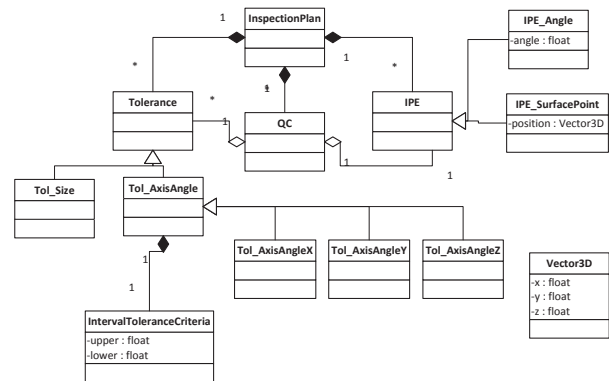 InspectionPlan
IPE_Angle
-angle : float
1
1
*
*
Tolerance
*
1
IPE
IPE_SurfacePoint
-position : Vector3D
QC
1
1
1
Tol_Size
Tol_AxisAngle
Tol_AxisAngleX
Tol_AxisAngleY
Tol_AxisAngleZ
Vector3D
-x : float
-y : float
-z : float
1
1
IntervalToleranceCriteria
-upper : float
-lower : float